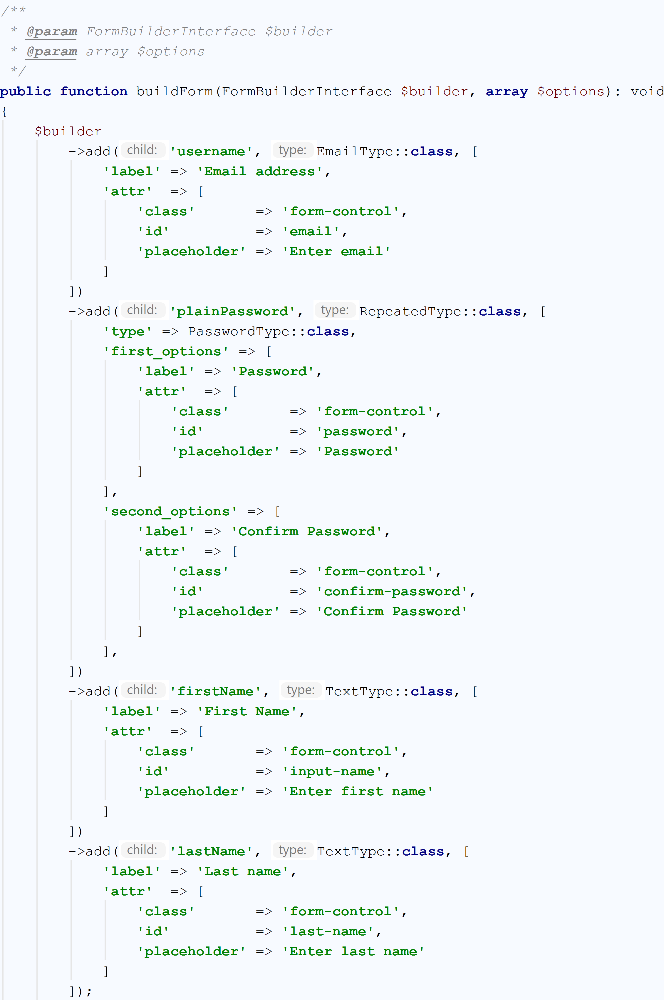 /**
 * @param FormBuilderInterface $builder
 * @param array $options
 */
public function buildForm(FormBuilderInterface $builder, array $options): void
{
    $builder
        ->add( child: 'username',  type: EmailType::class, [
            'label' => 'Email address',
            'attr'  => [
                'class'       => 'form-control',
                'id'          => 'email',
                'placeholder' => 'Enter email'
            ]
        ])
        ->add( child: 'plainPassword',  type: RepeatedType::class, [
            'type' => PasswordType::class,
            'first_options' => [
                'label' => 'Password',
                'attr'  => [
                    'class'       => 'form-control',
                    'id'          => 'password',
                    'placeholder' => 'Password'
                ]
            ],
            'second_options' => [
                'label' => 'Confirm Password',
                'attr'  => [
                    'class'       => 'form-control',
                    'id'          => 'confirm-password',
                    'placeholder' => 'Confirm Password'
                ]
            ],
        ])
        ->add( child: 'firstName',  type: TextType::class, [
            'label' => 'First Name',
            'attr'  => [
                'class'       => 'form-control',
                'id'          => 'input-name',
                'placeholder' => 'Enter first name'
            ]
        ])
        ->add( child: 'lastName',  type: TextType::class, [
            'label' => 'Last name',
            'attr'  => [
                'class'       => 'form-control',
                'id'          => 'last-name',
                'placeholder' => 'Enter last name'
            ]
        ]);